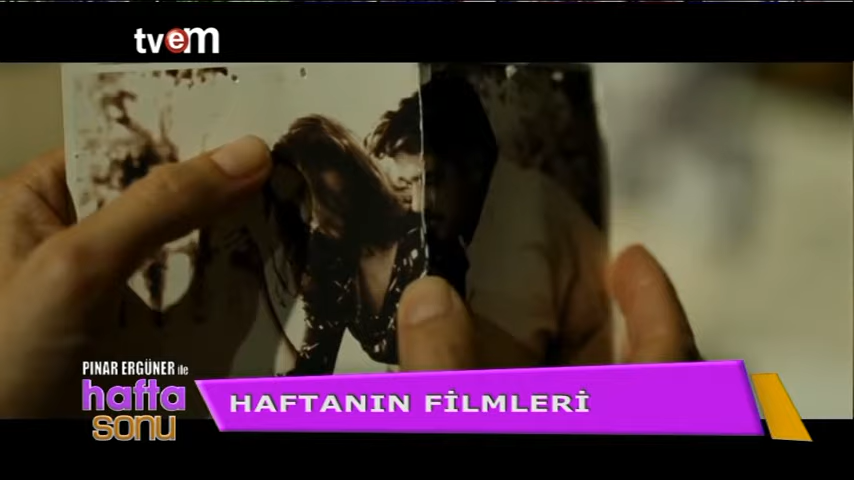 tvem
PINAR ERGÜNER ile
hafta
sonu
HAFTANIN FİLMLERİ